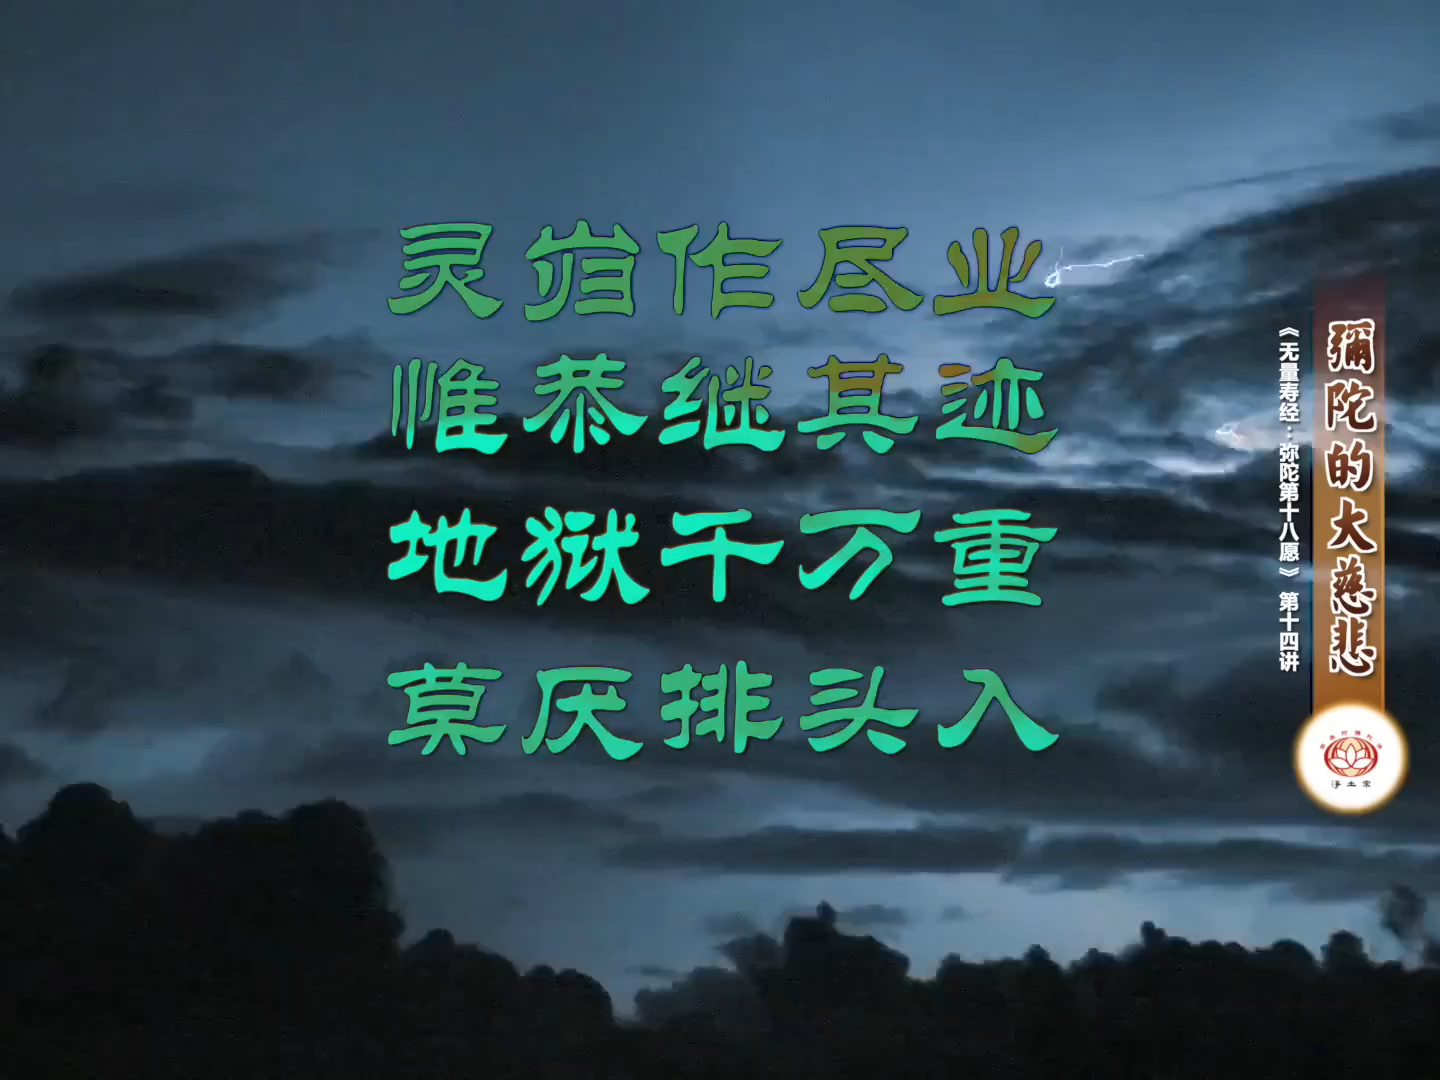 灵岿作尽业
惟恭继其迹
地狱千万重
莫厌排头入
彌陀的大慈悲
《无量寿经：弥陀第十八愿》 第十四讲
净土宗